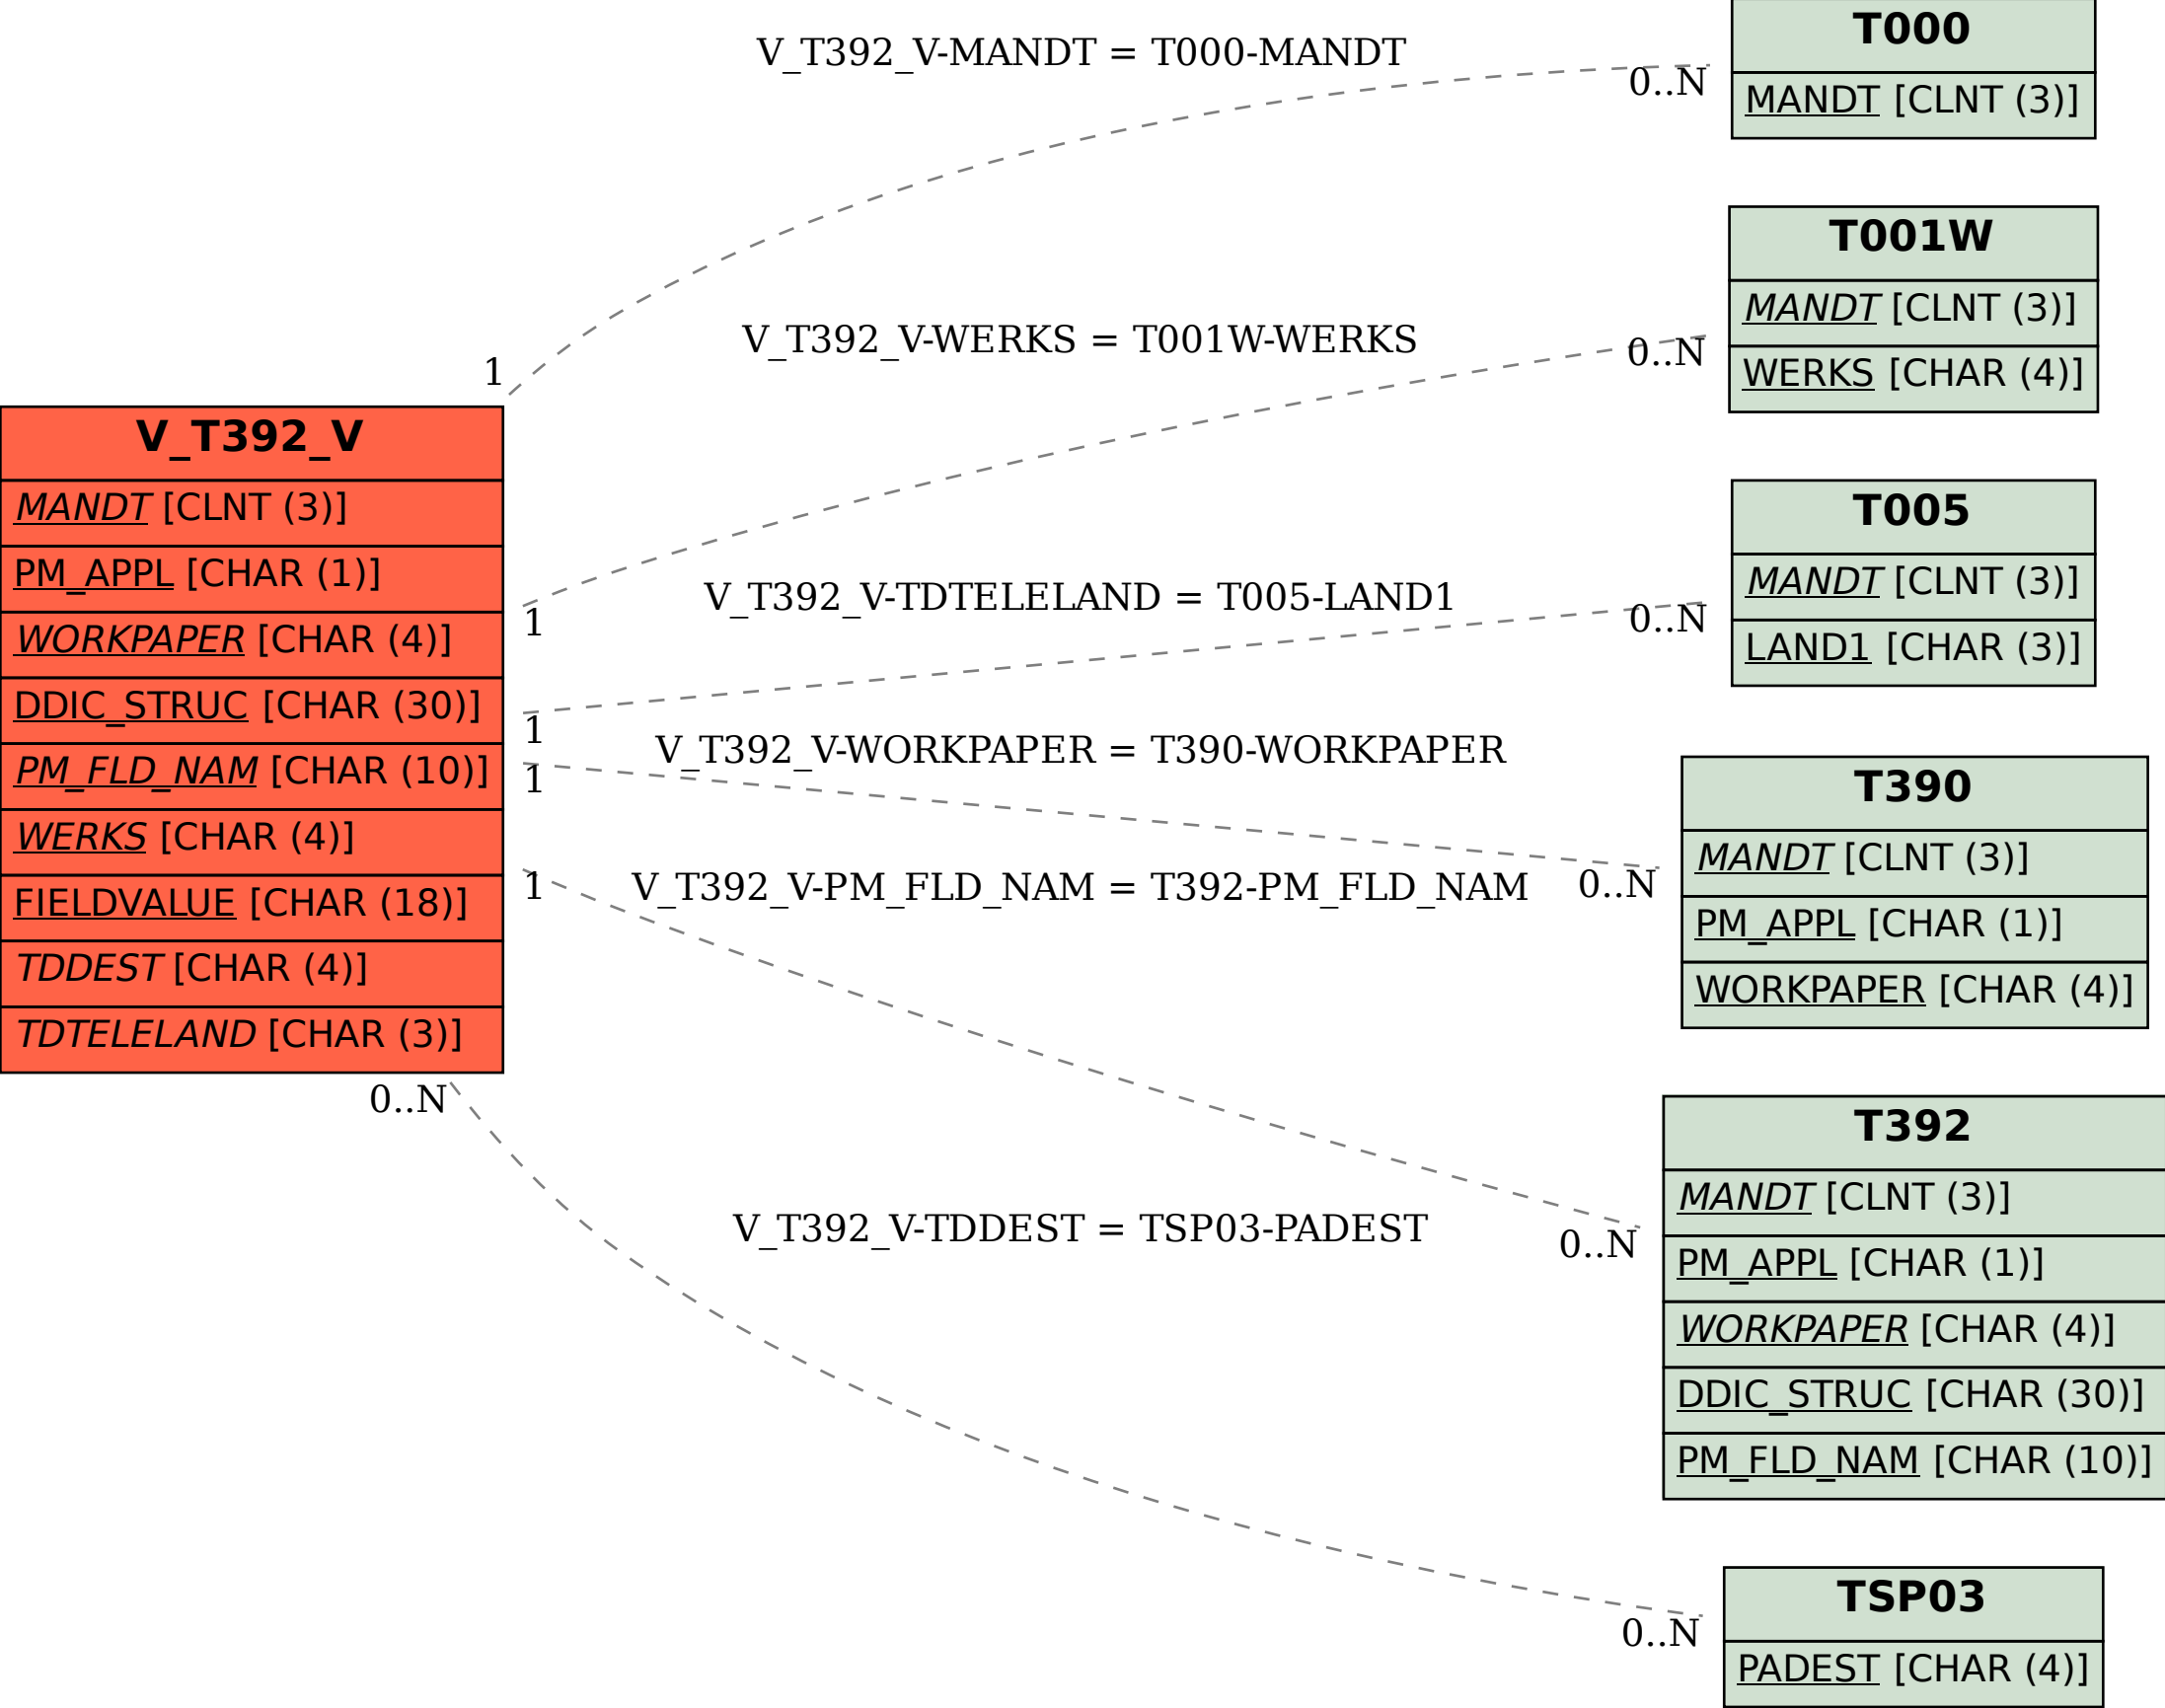 V_T392_V-MANDT = T000-MANDT
0..N
1
T000
MANDT [CLNT (3)]
V_T392_V-WERKS = T001W-WERKS
0..N
1
T001W
MANDT [CLNT (3)]
WERKS [CHAR (4)]
V_T392_V
MANDT [CLNT (3)]
PM_APPL [CHAR (1)]
WORKPAPER [CHAR (4)]
DDIC_STRUC [CHAR (30)]
PM_FLD_NAM [CHAR (10)]
WERKS [CHAR (4)]
FIELDVALUE [CHAR (18)]
TDDEST [CHAR (4)]
TDTELELAND [CHAR (3)]
V_T392_V-TDTELELAND = T005-LAND1
0..N
1
T005
MANDT [CLNT (3)]
LAND1 [CHAR (3)]
V_T392_V-WORKPAPER = T390-WORKPAPER
1
0..N
T390
MANDT [CLNT (3)]
PM_APPL [CHAR (1)]
WORKPAPER [CHAR (4)]
V_T392_V-PM_FLD_NAM = T392-PM_FLD_NAM
1
0..N
T392
MANDT [CLNT (3)]
PM_APPL [CHAR (1)]
WORKPAPER [CHAR (4)]
DDIC_STRUC [CHAR (30)]
PM_FLD_NAM [CHAR (10)]
0..N
V_T392_V-TDDEST = TSP03-PADEST
0..N
TSP03
PADEST [CHAR (4)]